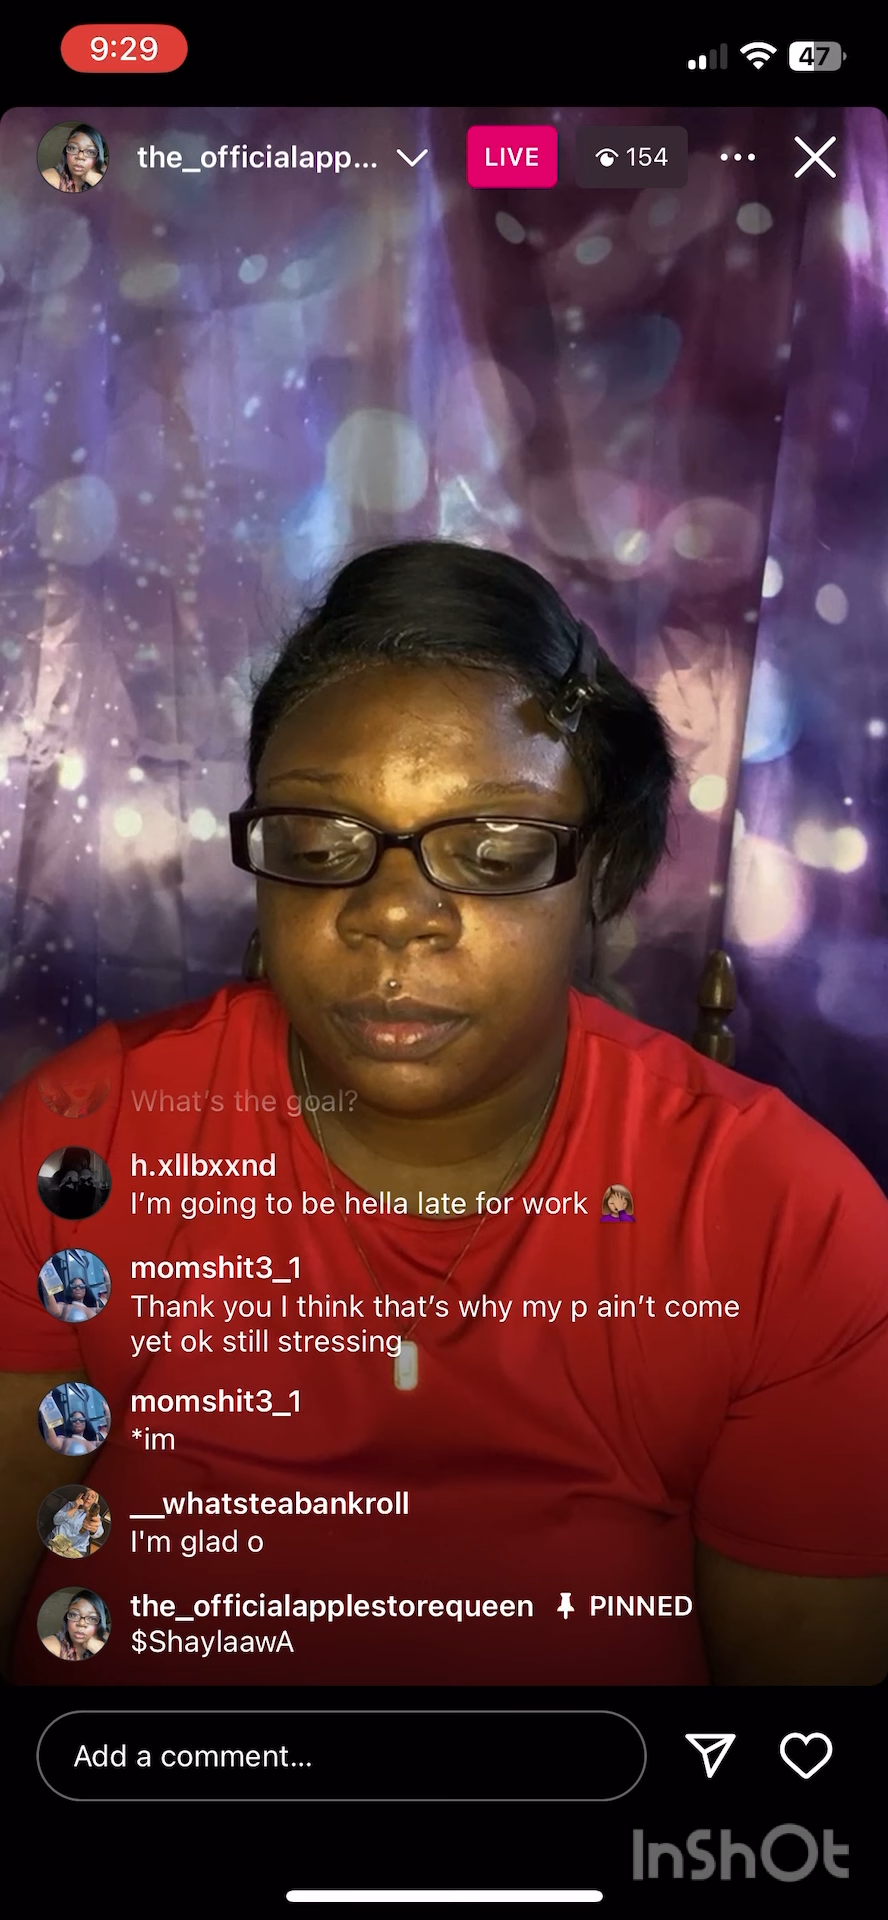 9:29
47
the_officialapp...
LIVE
154
What's the goal?
h.xllbxxnd
I'm going to be hella late for work 🤦🏽‍♀️
momshit3_1
Thank you I think that's why my p ain't come
yet ok still stressing
momshit3_1
*im
__whatsteabankroll
I'm glad o
the_officialapplestorequeen PINNED
$ShaylaawA
Add a comment...
InShOt